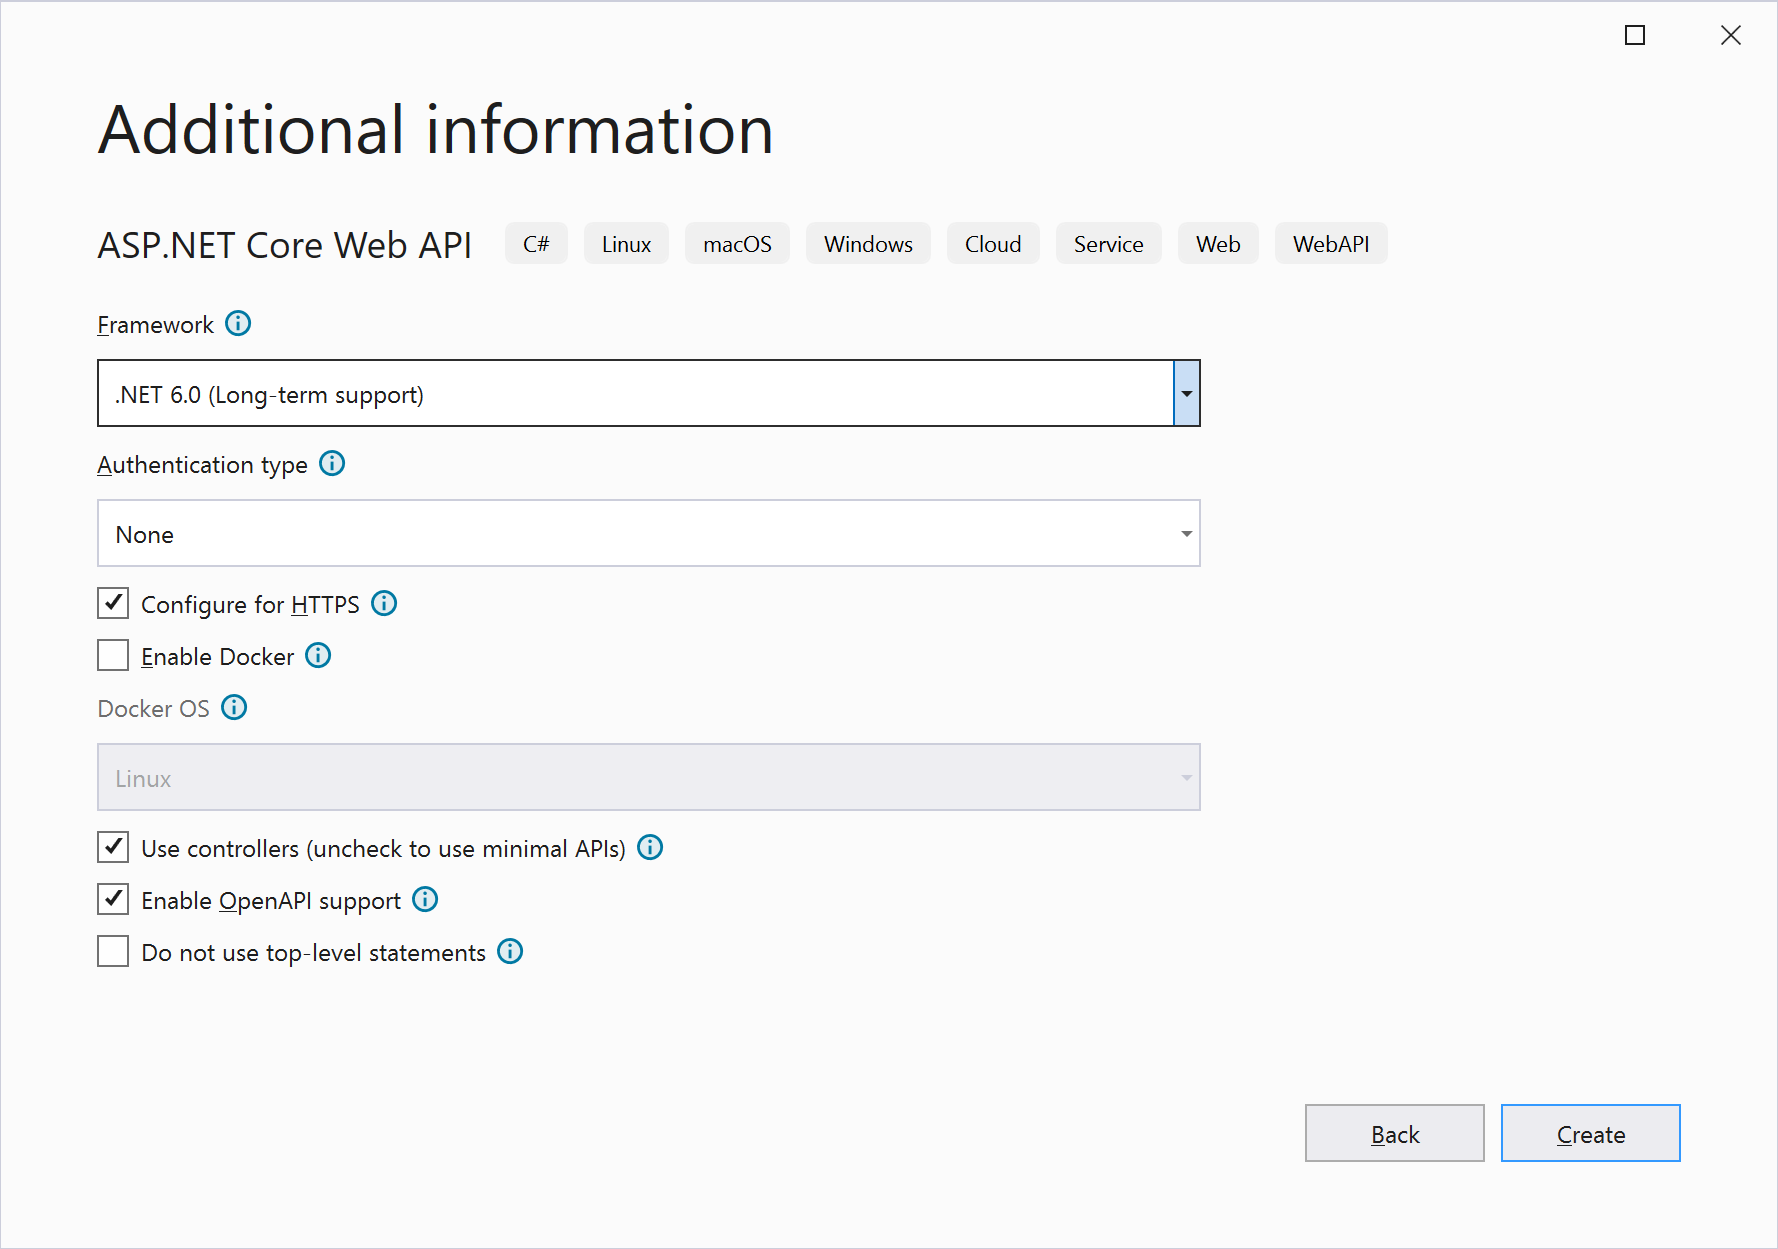 Additional information
ASP.NET Core Web API C# Linux macOS Windows Cloud Service Web WebAPI
Framework
.NET 6.0 (Long-term support)
Authentication type
None
Configure for HTTPS
Enable Docker
Docker OS
Linux
Use controllers (uncheck to use minimal APIs)
Enable OpenAPI support
Do not use top-level statements
Back Create